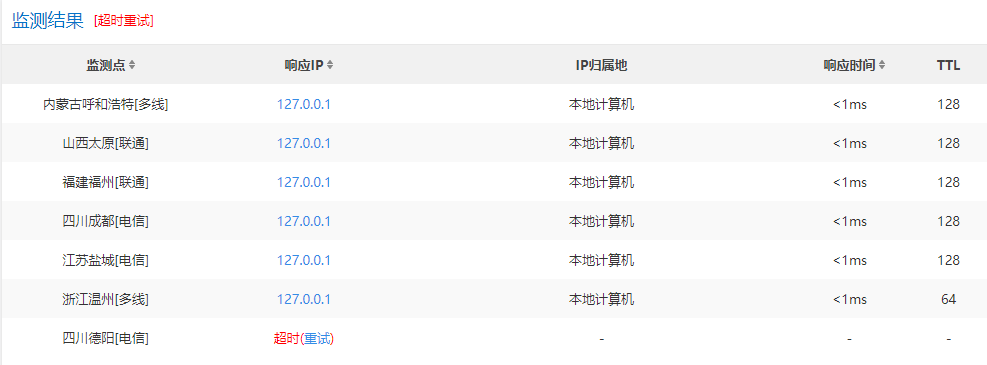 监测结果 [超时重试]
监测点 响应IP IP归属地 响应时间 TTL
内蒙古呼和浩特[多线] 127.0.0.1 本地计算机 <1ms 128
山西太原[联通] 127.0.0.1 本地计算机 <1ms 128
福建福州[联通] 127.0.0.1 本地计算机 <1ms 128
四川成都[电信] 127.0.0.1 本地计算机 <1ms 128
江苏盐城[电信] 127.0.0.1 本地计算机 <1ms 128
浙江温州[多线] 127.0.0.1 本地计算机 <1ms 64
四川德阳[电信] 超时(重试) - - -